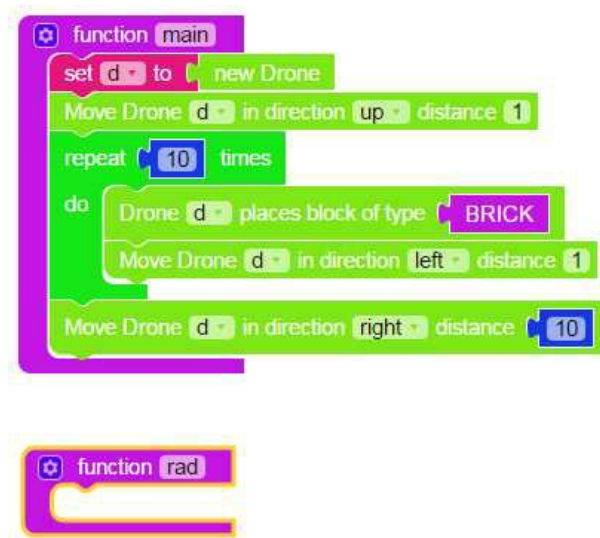 function main
set d to new Drone
Move Drone d in direction up distance 1
repeat 10 times
do
Drone d places block of type BRICK
Move Drone d in direction left distance 1
Move Drone d in direction right distance 10
function rad